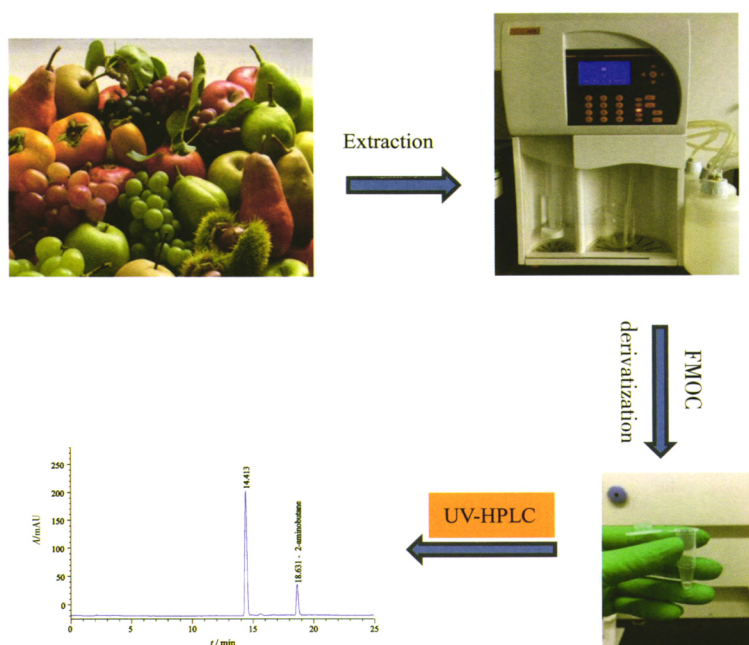 Extraction
FMOC
derivatization
UV-HPLC
A/mAU
250
200
150
100
50
0
14.413
18.631 - 2-aminobutane
0
5
10
15
20
25
t / min